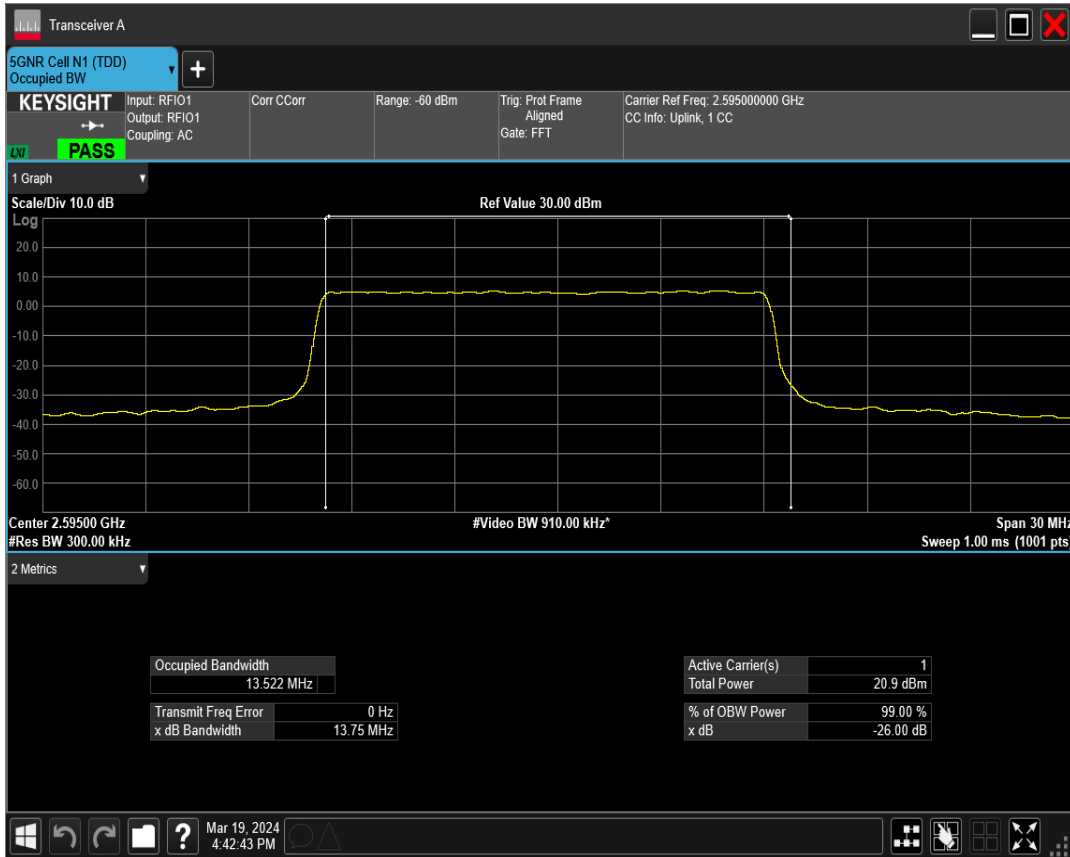 Transceiver A
5GNR Cell N1 (TDD)
Occupied BW
+
KEYSIGHT
LXI
PASS
Input: RFIO1
Output: RFIO1
Coupling: AC
Corr CCorr
Range: -60 dBm
Trig: Prot Frame
Aligned
Gate: FFT
Carrier Ref Freq: 2.595000000 GHz
CC Info: Uplink, 1 CC
1 Graph
Scale/Div 10.0 dB
Ref Value 30.00 dBm
Log
20.0
10.0
0.00
-10.0
-20.0
-30.0
-40.0
-50.0
-60.0
Center 2.59500 GHz
#Video BW 910.00 kHz*
Span 30 MHz
#Res BW 300.00 kHz
Sweep 1.00 ms (1001 pts)
2 Metrics
Occupied Bandwidth
13.522 MHz
Transmit Freq Error 0 Hz
x dB Bandwidth 13.75 MHz
Active Carrier(s) 1
Total Power 20.9 dBm
% of OBW Power 99.00 %
x dB -26.00 dB
?
Mar 19, 2024
4:42:43 PM